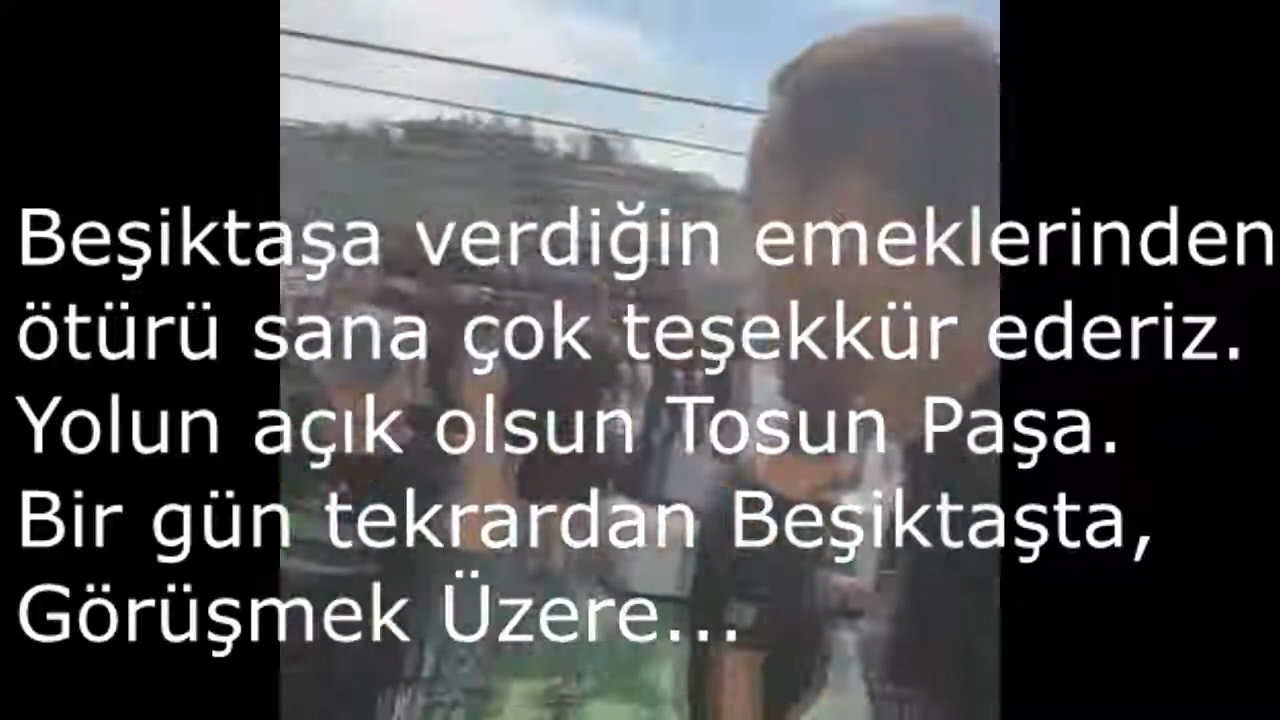 Beşiktaşa verdiğin emeklerinden
ötürü sana çok teşekkür ederiz.
Yolun açık olsun Tosun Paşa.
Bir gün tekrardan Beşiktaşta,
Görüşmek Üzere...